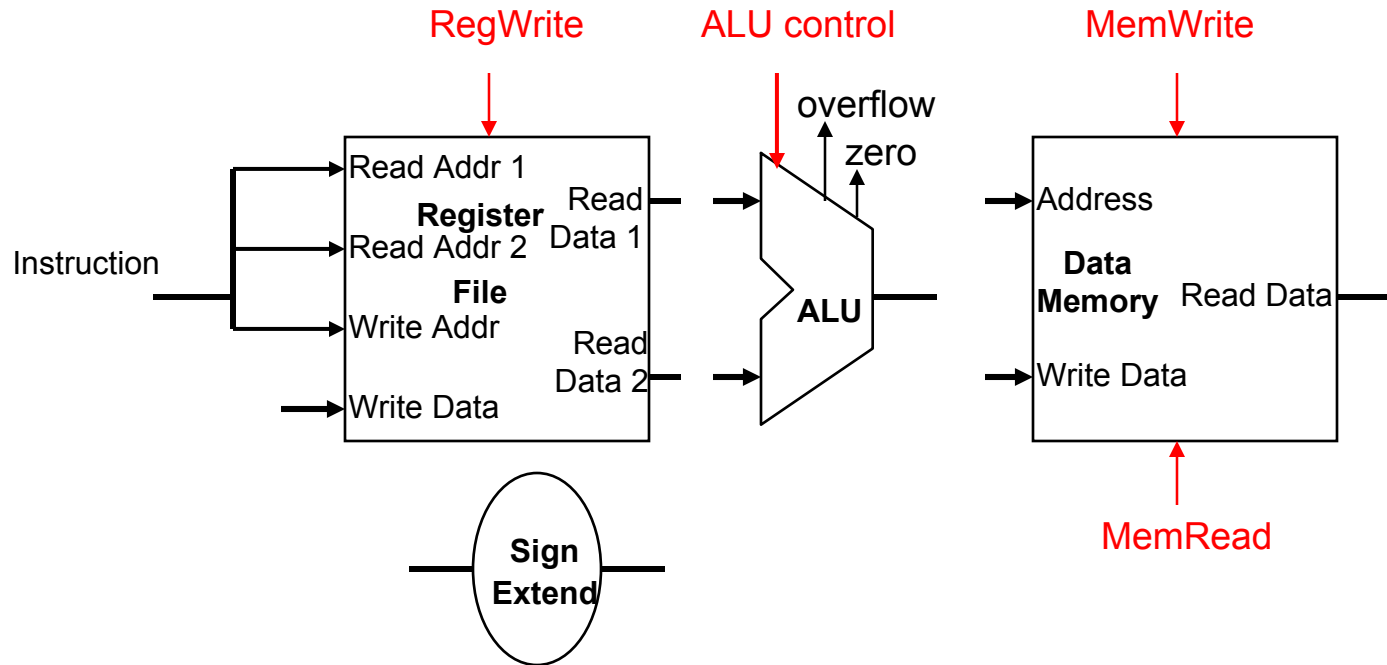 RegWrite
ALU control
MemWrite
overflow
zero
Instruction
Read Addr 1
Register
Read Addr 2
File
Write Addr
Write Data
Read
Data 1
Read
Data 2
ALU
Address
Data
Memory
Read Data
Write Data
MemRead
Sign
Extend